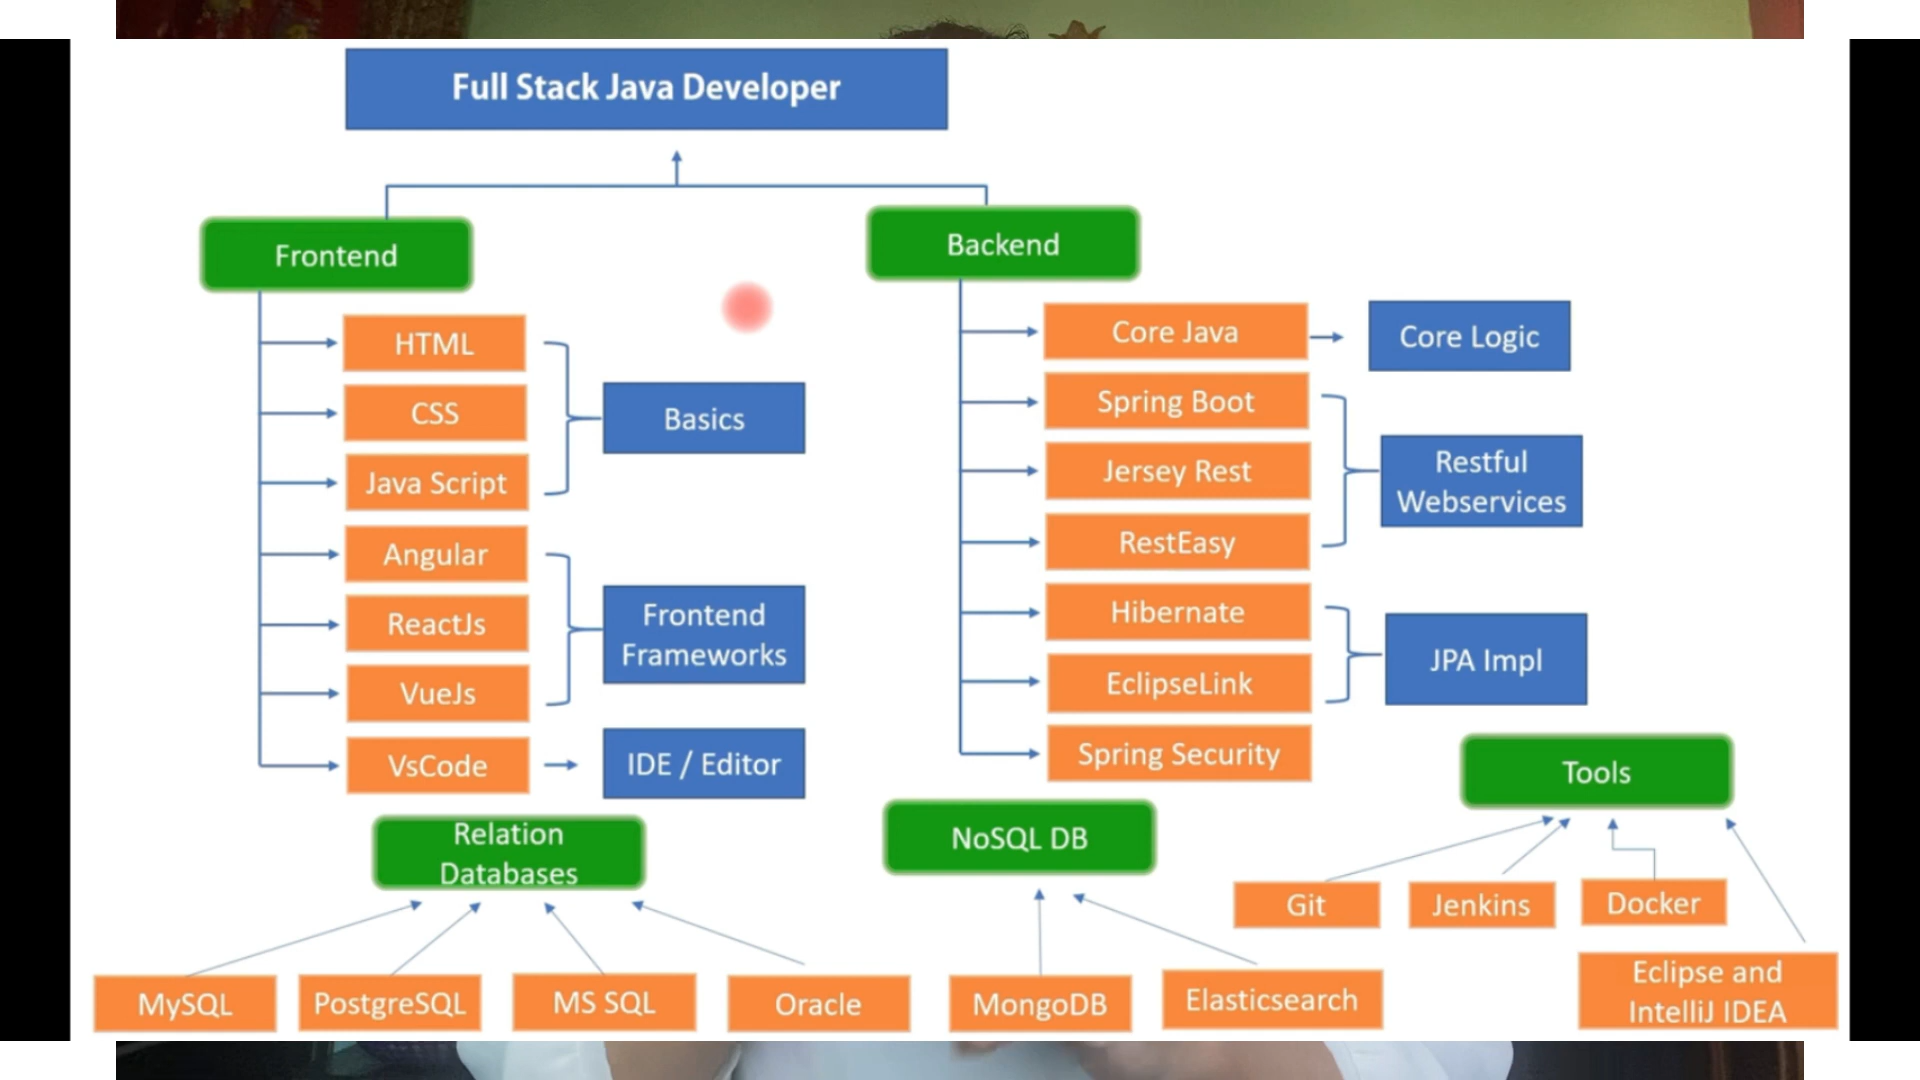 Full Stack Java Developer
Frontend
Backend
HTML
CSS
Java Script
Basics
Angular
ReactJs
VueJs
Frontend
Frameworks
VsCode
IDE / Editor
Core Java
Core Logic
Spring Boot
Jersey Rest
RestEasy
Restful
Webservices
Hibernate
EclipseLink
JPA Impl
Spring Security
Relation
Databases
MySQL
PostgreSQL
MS SQL
Oracle
NoSQL DB
MongoDB
Elasticsearch
Tools
Git
Jenkins
Docker
Eclipse and
IntelliJ IDEA